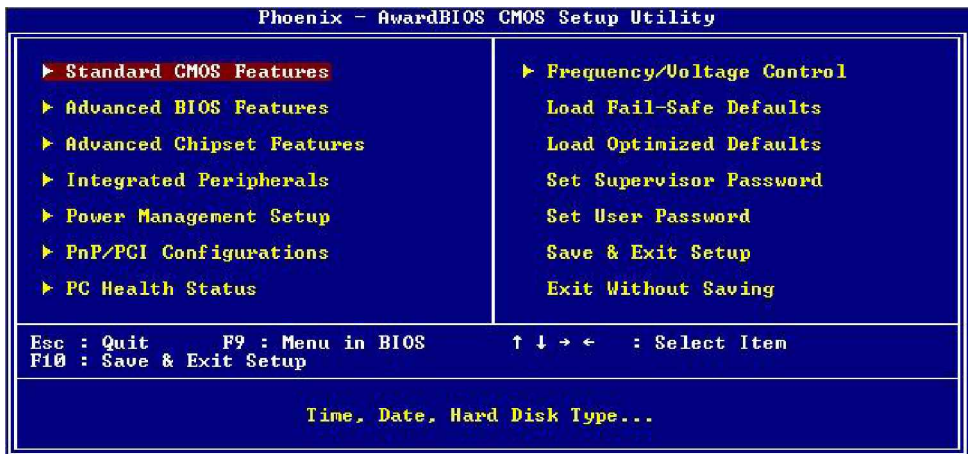 Phoenix - AwardBIOS CMOS Setup Utility
► Standard CMOS Features
► Advanced BIOS Features
► Advanced Chipset Features
► Integrated Peripherals
► Power Management Setup
► PnP/PCI Configurations
► PC Health Status
► Frequency/Voltage Control
Load Fail-Safe Defaults
Load Optimized Defaults
Set Supervisor Password
Set User Password
Save & Exit Setup
Exit Without Saving
Esc : Quit F9 : Menu in BIOS ↑ ↓ → ← : Select Item
F10 : Save & Exit Setup
Time, Date, Hard Disk Type...